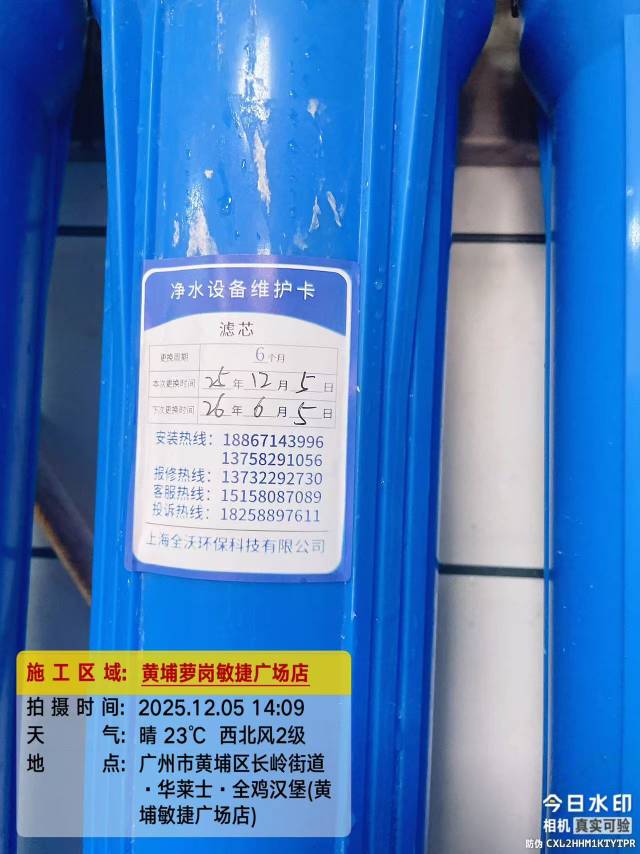 净水设备维护卡
滤芯
更换周期 6个月
本次更换时间 25年12月5日
下次更换时间 26年6月5日
安装热线：18867143996
13758291056
报修热线：13732292730
客服热线：15158087089
投诉热线：18258897611
上海全沃环保科技有限公司
施工区域：黄埔萝岗敏捷广场店
拍摄时间：2025.12.05 14:09
天气：晴 23℃ 西北风2级
地点：广州市黄埔区长岭街道
·华莱士·全鸡汉堡(黄
埔敏捷广场店)
今日水印
相机 真实可验
防伪 CXL2HHM1KTYTPR